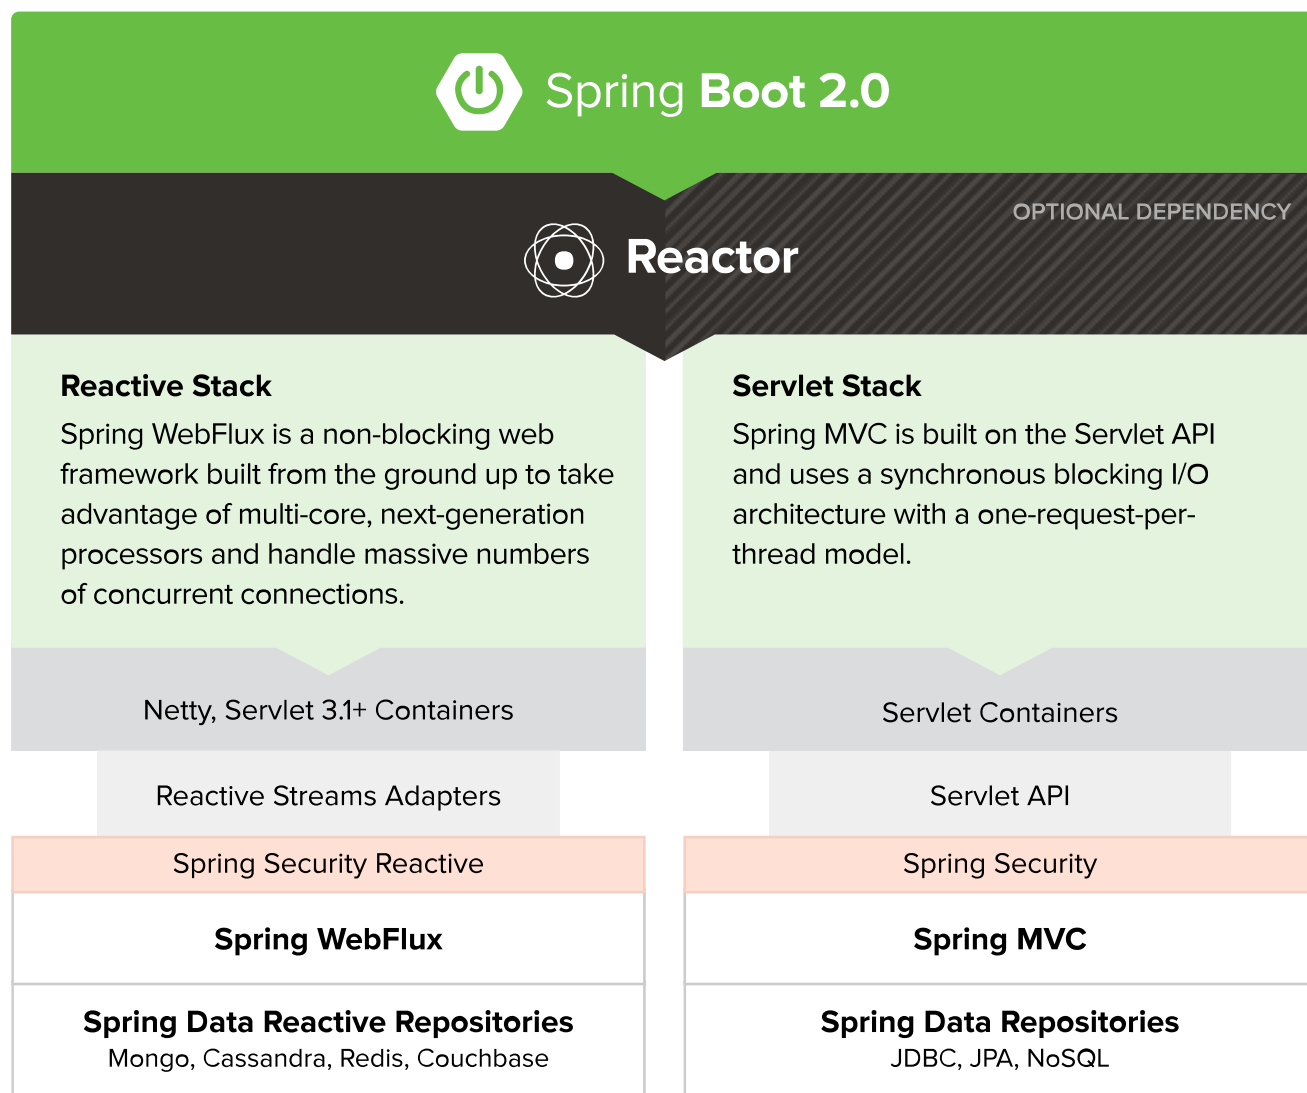 Spring Boot 2.0
OPTIONAL DEPENDENCY
Reactor
Reactive Stack
Spring WebFlux is a non-blocking web
framework built from the ground up to take
advantage of multi-core, next-generation
processors and handle massive numbers
of concurrent connections.
Netty, Servlet 3.1+ Containers
Reactive Streams Adapters
Spring Security Reactive
Spring WebFlux
Spring Data Reactive Repositories
Mongo, Cassandra, Redis, Couchbase
Servlet Stack
Spring MVC is built on the Servlet API
and uses a synchronous blocking I/O
architecture with a one-request-per-
thread model.
Servlet Containers
Servlet API
Spring Security
Spring MVC
Spring Data Repositories
JDBC, JPA, NoSQL